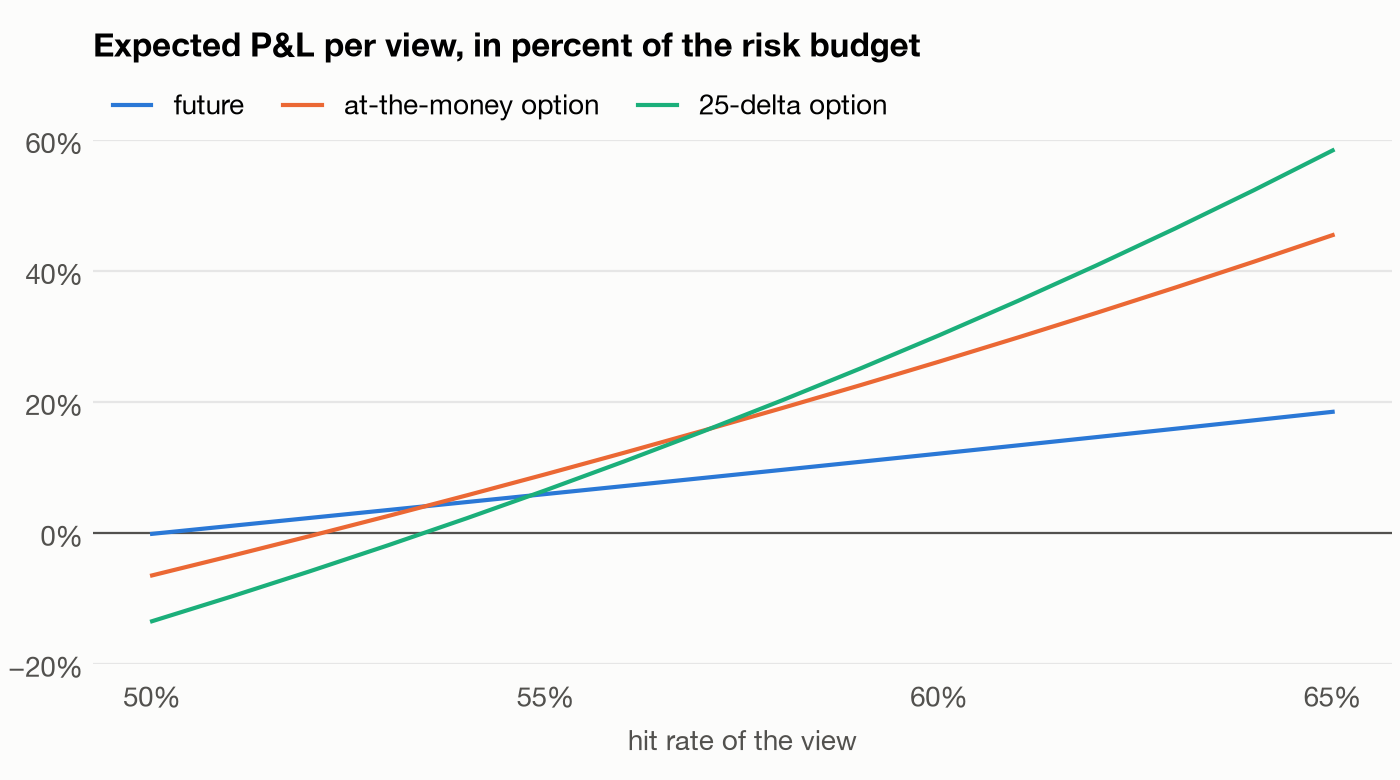 Expected P&L per view, in percent of the risk budget
future at-the-money option 25-delta option
60%
40%
20%
0%
−20%
50% 55% 60% 65%
hit rate of the view